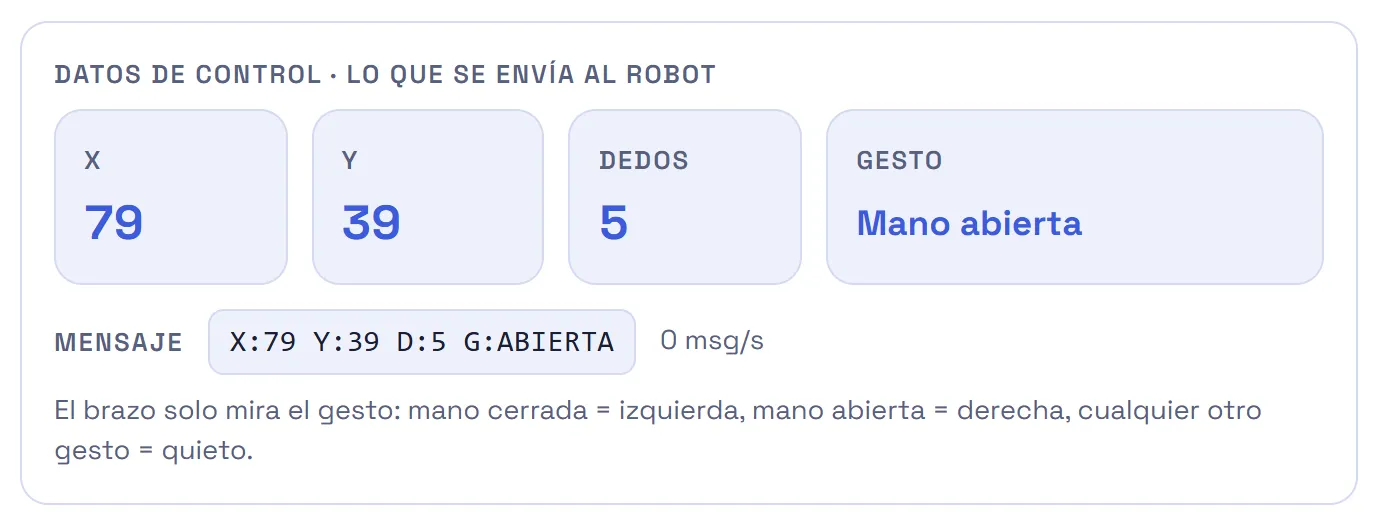 DATOS DE CONTROL · LO QUE SE ENVÍA AL ROBOT
X
79
Y
39
DEDOS
5
GESTO
Mano abierta
MENSAJE X:79 Y:39 D:5 G:ABIERTA 0 msg/s
El brazo solo mira el gesto: mano cerrada = izquierda, mano abierta = derecha, cualquier otro
gesto = quieto.